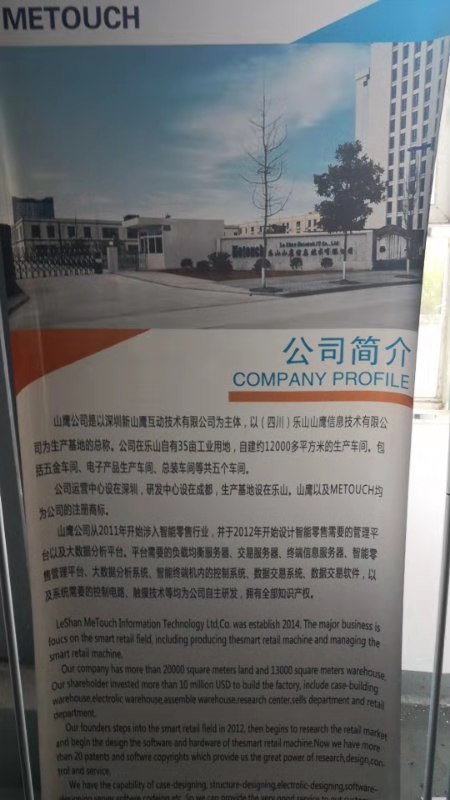 METOUCH
Metouch 乐山山鹰信息技术有限公司
公司简介
COMPANY PROFILE
山鹰公司是以深圳新山鹰互动技术有限公司为主体，以（四川）乐山山鹰信息技术有限公
司为生产基地的总称。公司在乐山自有35亩工业用地，自建约12000多平方米的生产车间。包
括五金车间、电子产品生产车间、总装车间等共五个车间。
公司运营中心设在深圳，研发中心设在成都，生产基地设在乐山。山鹰以及METOUCH均
为公司的注册商标。
山鹰公司从2011年开始涉入智能零售行业，并于2012年开始设计智能零售需要的管理平
台以及大数据分析平台。平台需要的负载均衡服务器、交易服务器、终端信息服务器、智能零
售管理平台、大数据分析系统、智能终端机内的控制系统、数据交易系统、数据交易软件，以
及系统需要的控制电路、触摸技术等均为公司自主研发，拥有全部知识产权。
LeShan MeTouch Information Technology Ltd,Co. was establish 2014. The major business is
foucs on the smart retail field, including producing thesmart retail machine and managing the
smart retail machine.
Our company has more than 20000 square meters land and 13000 square meters warehouse.
Our shareholder invested more than 10 million USD to build the factory, include case-building
warehouse,electrolic warehouse,assemble warehouse,research center,sells department and retail
department.
Our founders steps into the smart retail field in 2012, then begins to research the retail market
and begin the design the software and hardware of thesmart retail machine.Now we have more
than 20 patents and softwre copyrights which provide us the great power of research,design,con
trol and service.
We have the capability of case-designing, structure-designing,electrolic-designing,software-